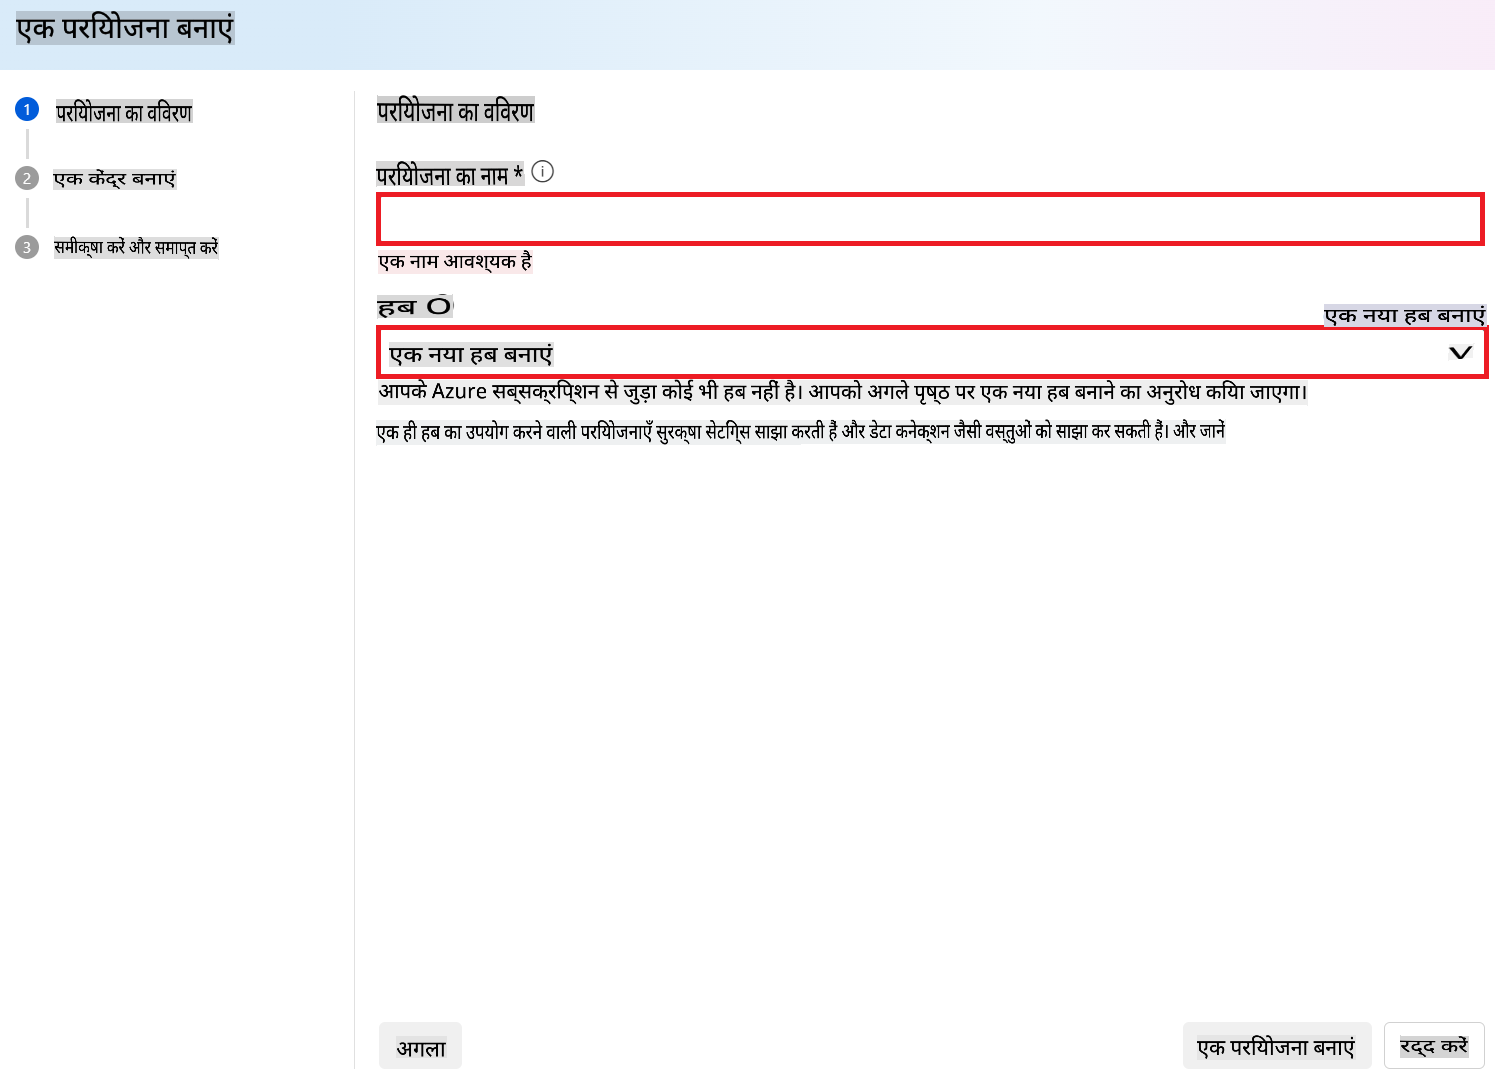 एक परियोजना बनाएं
1 परियोजना का विवरण
2 एक केंद्र बनाएं
3 समीक्षा करें और समाप्त करें
परियोजना का विवरण
परियोजना का नाम *
एक नाम आवश्यक है
हब
एक नया हब बनाएं
एक नया हब बनाएं
आपके Azure सब्सक्रिप्शन से जुड़ा कोई भी हब नहीं है। आपको अगले पृष्ठ पर एक नया हब बनाने का अनुरोध किया जाएगा।
एक ही हब का उपयोग करने वाली परियोजनाएँ सुरक्षा सेटिंग्स साझा करती हैं और डेटा कनेक्शन जैसी वस्तुओं को साझा कर सकती हैं। और जानें
अगला
एक परियोजना बनाएं
रद्द करें